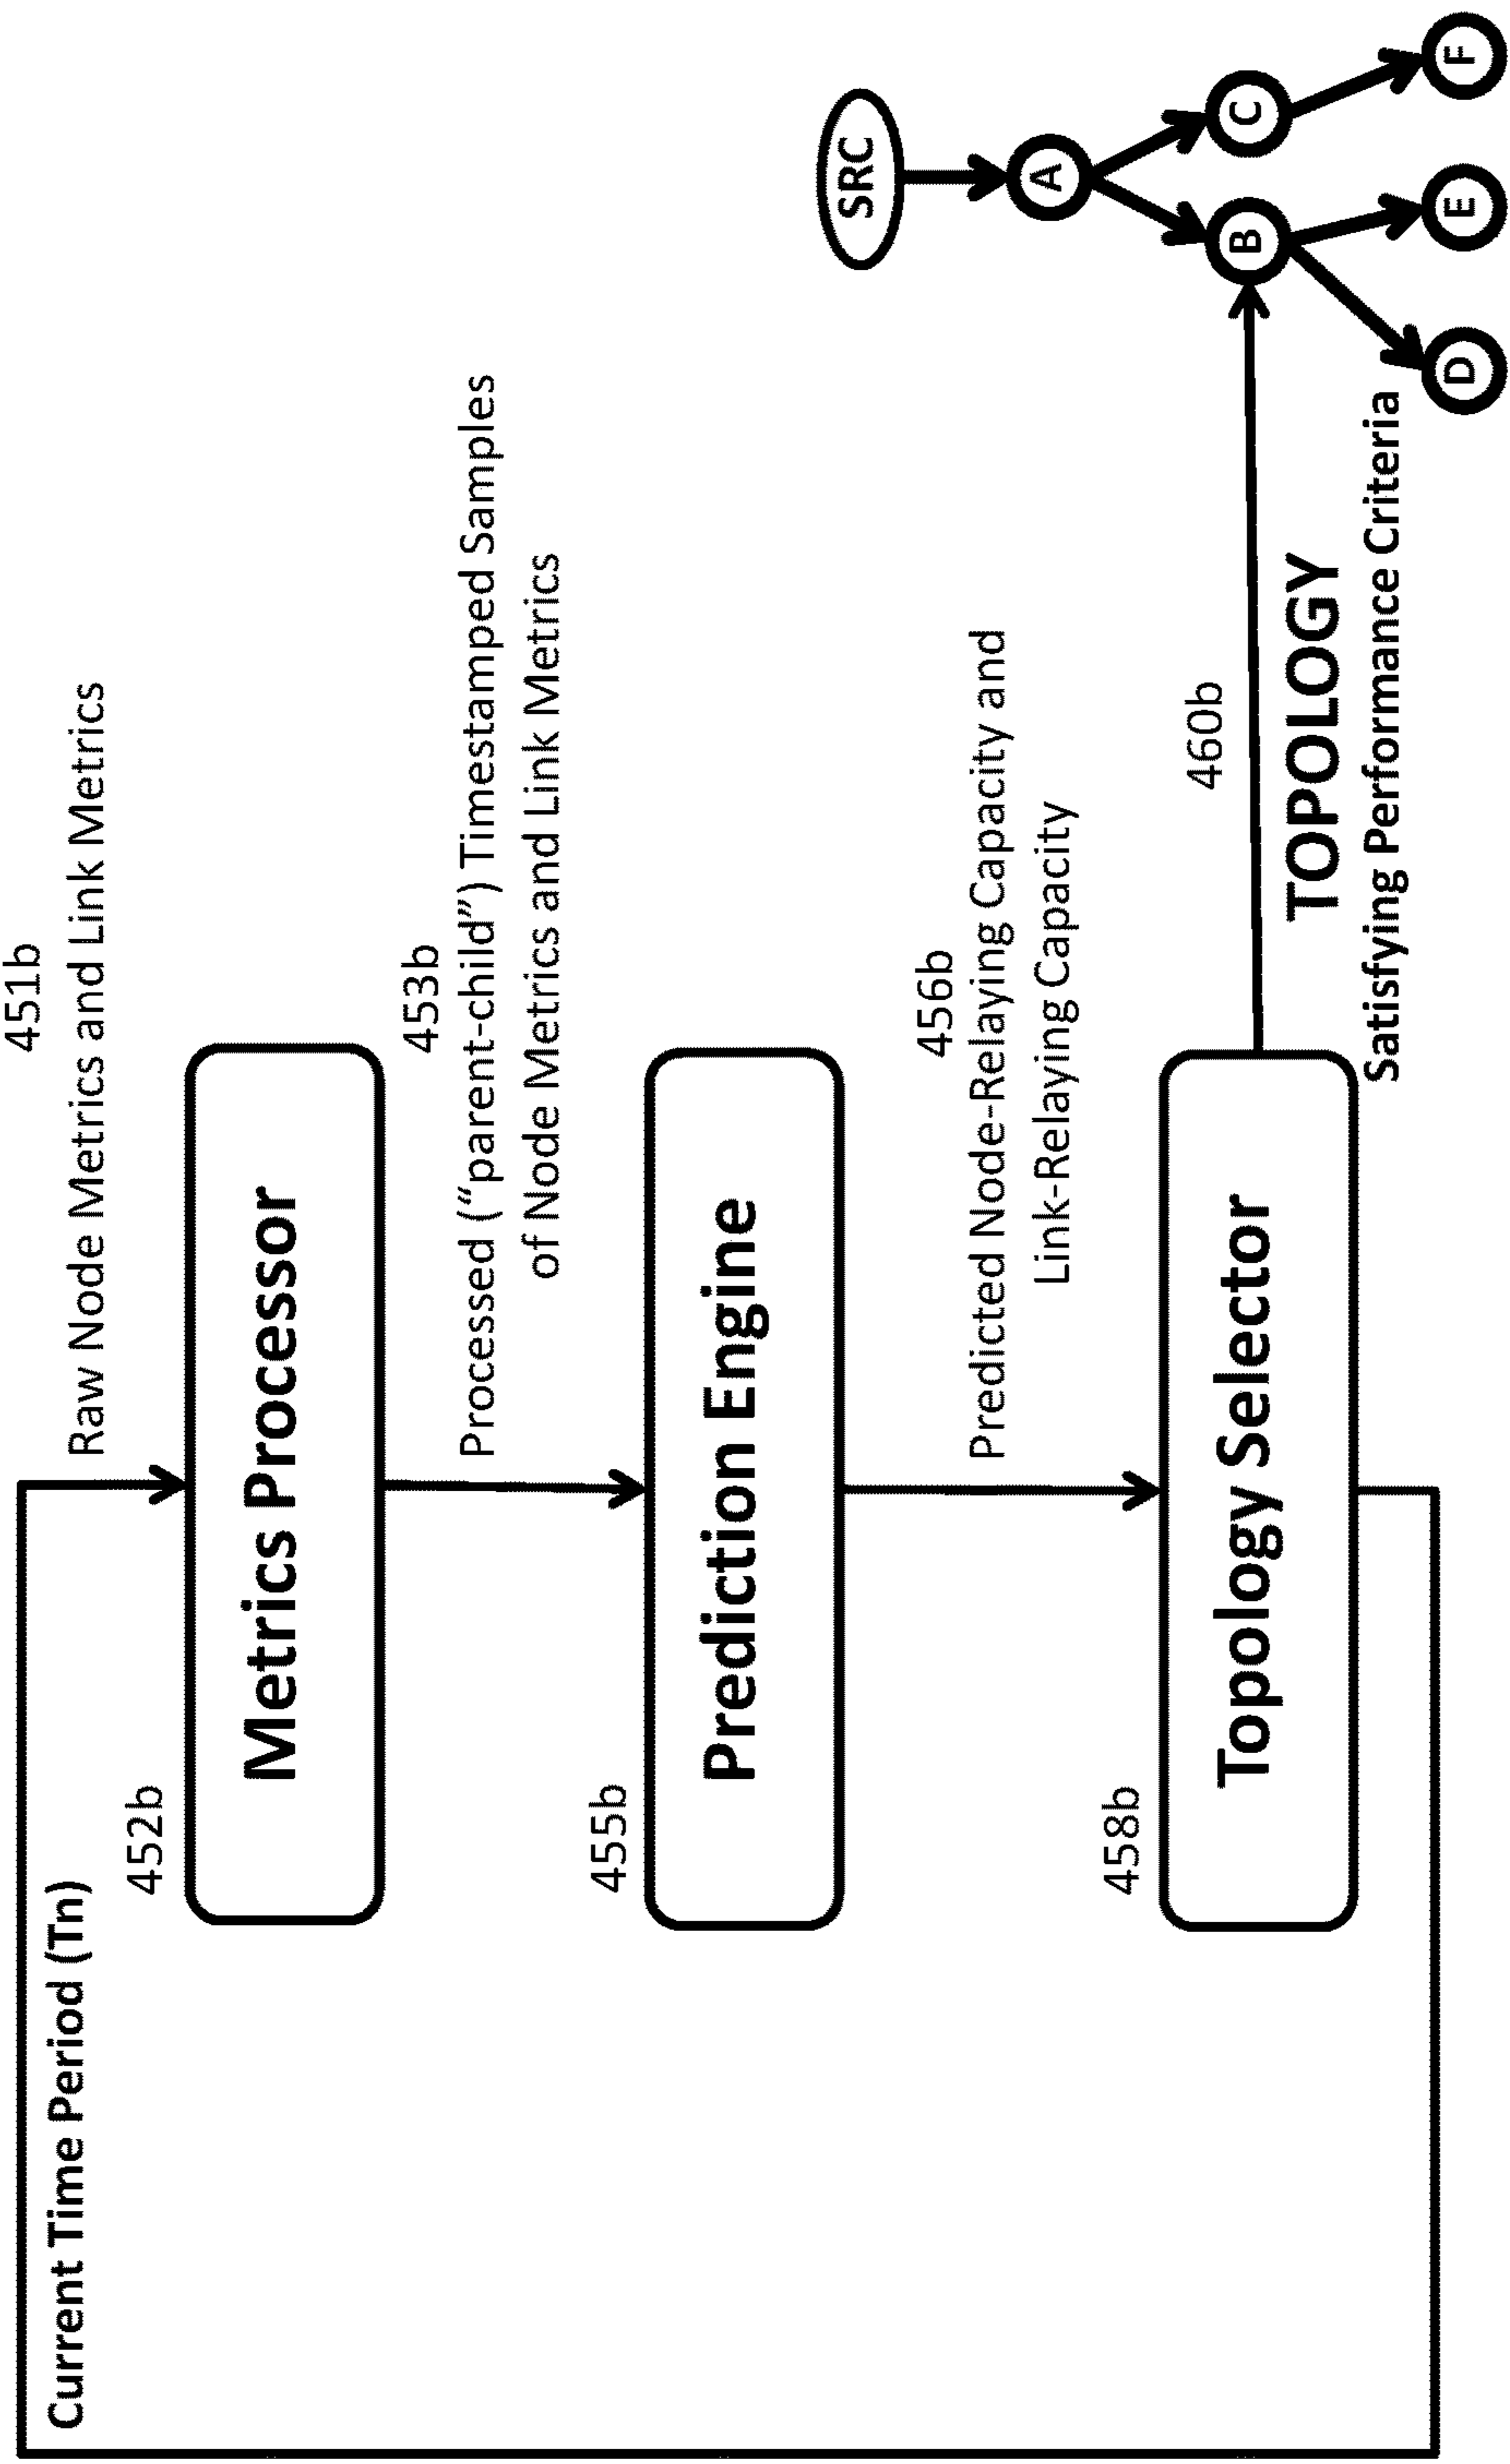 451b
Current Time Period (Tn)
Raw Node Metrics and Link Metrics
452b
Metrics Processor
453b
Processed (“parent-child”) Timestamped Samples
of Node Metrics and Link Metrics
455b
Prediction Engine
456b
Predicted Node-Relaying Capacity and
Link-Relaying Capacity
458b
Topology Selector
460b
TOPOLOGY
Satisfying Performance Criteria
SRC
A
B
C
D
E
F